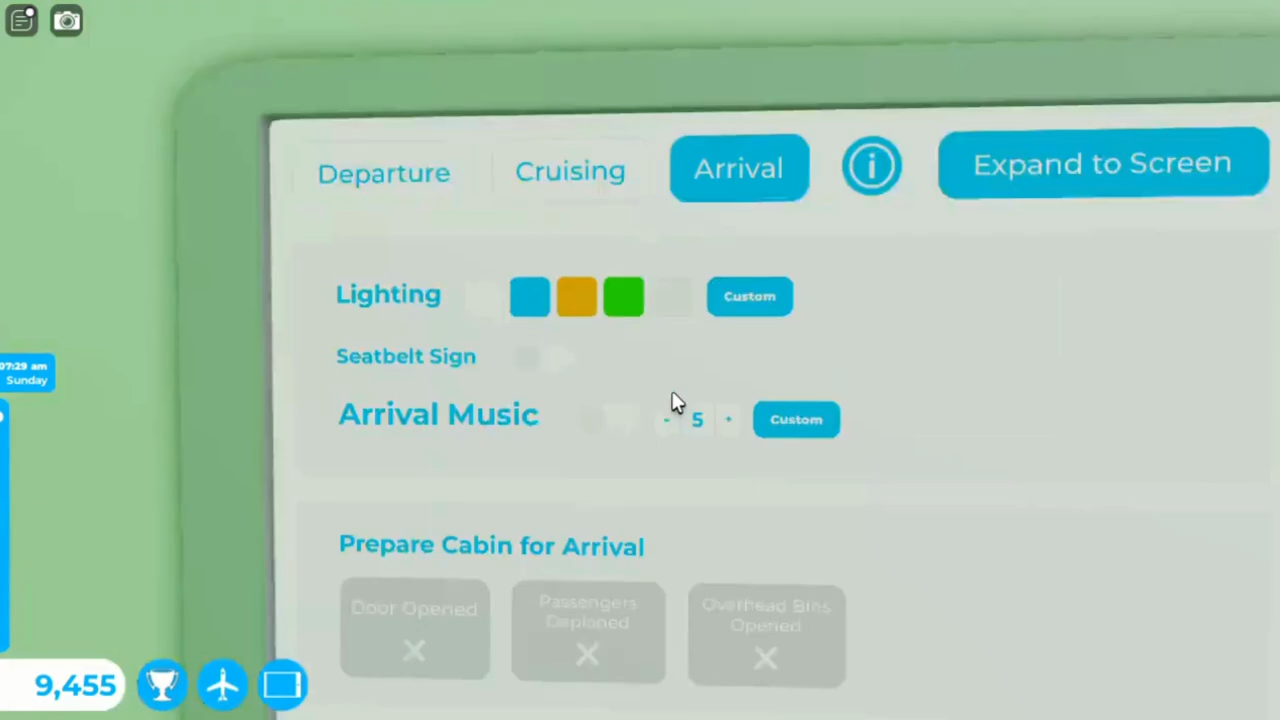 Departure Cruising Arrival i Expand to Screen
Lighting Custom
07:29 am
Sunday
Seatbelt Sign
Arrival Music - 5 + Custom
Prepare Cabin for Arrival
Door Opened
Passengers
Deplaned
Overhead Bins
Opened
9,455